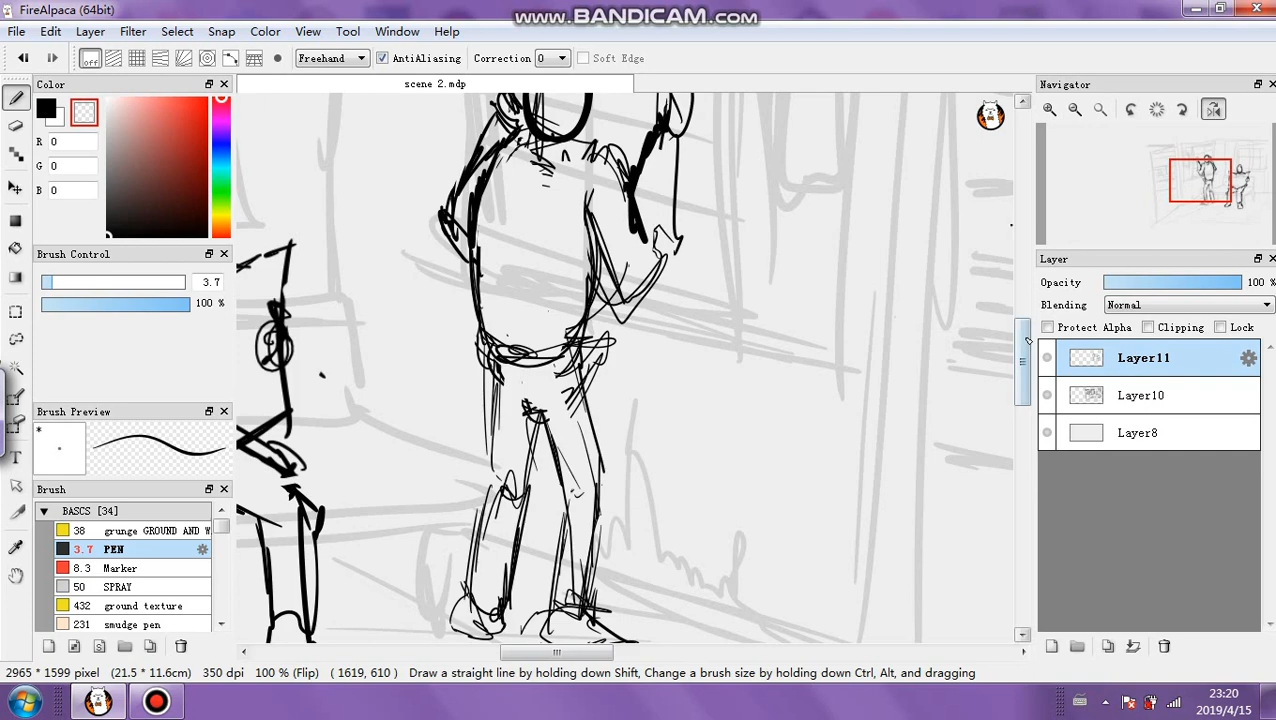 FireAlpaca (64bit)
www.BANDICAM.com
File Edit Layer Filter Select Snap Color View Tool Window Help
off Freehand AntiAliasing Correction 0 Soft Edge
Color
scene 2.mdp
Navigator
R 0
G 0
B 0
Brush Control
3.7
100 %
Layer
Opacity 100 %
Blending Normal
Protect Alpha Clipping Lock
Layer11
Layer10
Layer8
Brush Preview
Brush
BASCS [34]
38 grunge GROUND AND W
3.7 PEN
8.3 Marker
50 SPRAY
432 ground texture
231 smudge pen
2965 * 1599 pixel (21.5 * 11.6cm) 350 dpi 100 % (Flip) ( 1619, 610 ) Draw a straight line by holding down Shift, Change a brush size by holding down Ctrl, Alt, and dragging
23:20
2019/4/15